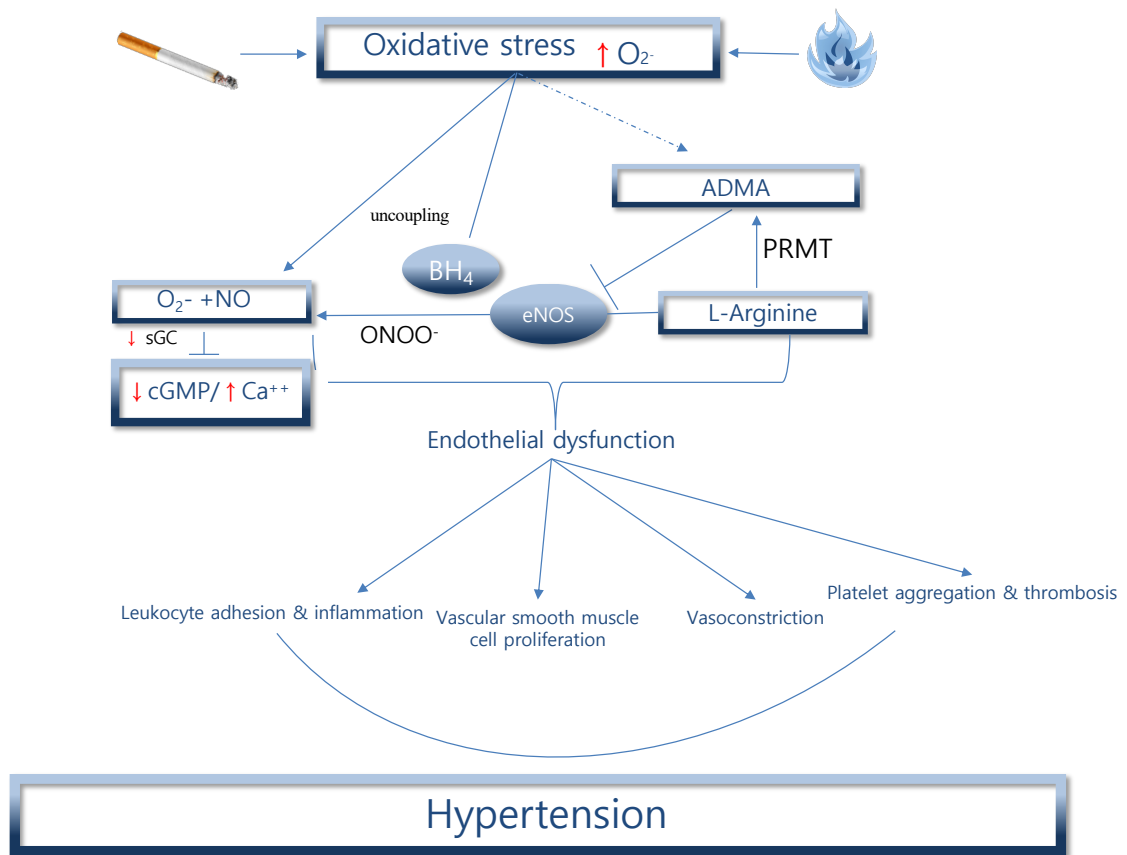 Oxidative stress ↑ O₂-
ADMA
uncoupling
PRMT
BH₄
O₂- +NO
eNOS
L-Arginine
↓ sGC
ONOO⁻
↓ cGMP/ ↑ Ca⁺⁺
Endothelial dysfunction
Leukocyte adhesion & inflammation
Vascular smooth muscle
cell proliferation
Vasoconstriction
Platelet aggregation & thrombosis
Hypertension